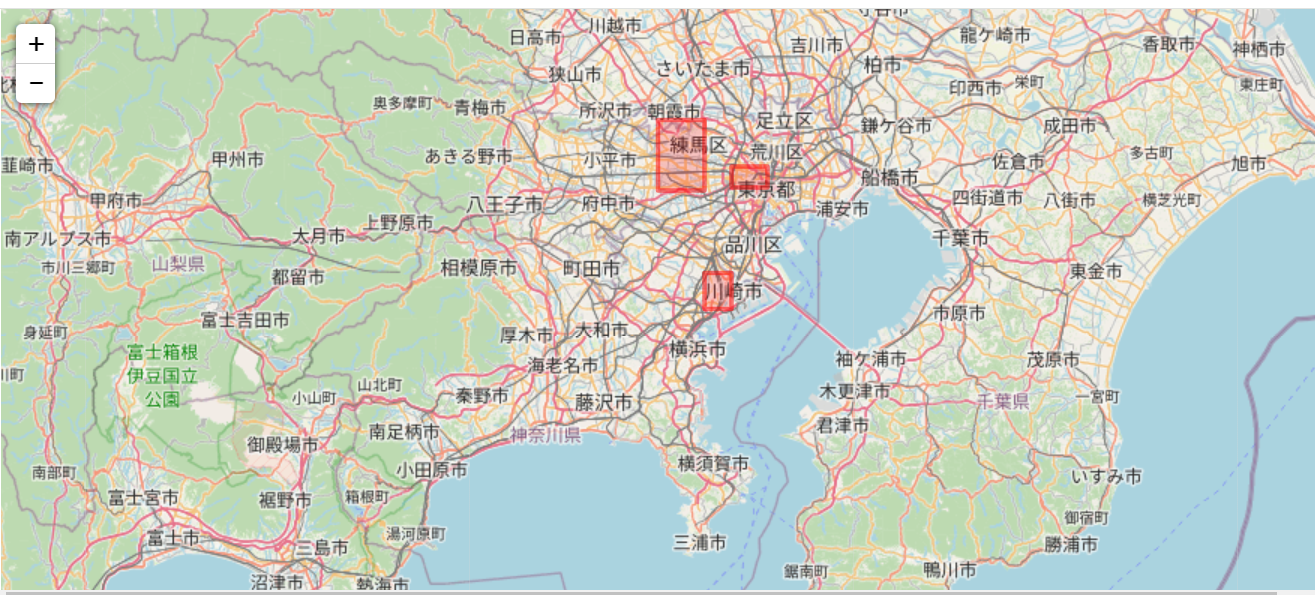 +
−
日高市
川越市
吉川市
龍ケ崎市
香取市
神栖市
狭山市
さいたま市
柏市
印西市
栄町
東庄町
奥多摩町
青梅市
所沢市
朝霞市
足立区
鎌ケ谷市
成田市
韮崎市
甲州市
あきる野市
小平市
練馬区
荒川区
船橋市
佐倉市
多古町
旭市
甲府市
八王子市
府中市
東京都
浦安市
四街道市
八街市
横芝光町
南アルプス市
大月市
上野原市
品川区
千葉市
市川三郷町
山梨県
都留市
相模原市
町田市
川崎市
東金市
身延町
富士吉田市
厚木市
大和市
横浜市
市原市
富士箱根
伊豆国立
公園
海老名市
袖ケ浦市
茂原市
川町
小山町
山北町
秦野市
藤沢市
木更津市
千葉県
一宮町
御殿場市
南足柄市
神奈川県
君津市
南部町
小田原市
横須賀市
いすみ市
富士宮市
裾野市
箱根町
御宿町
富士市
三島市
湯河原町
三浦市
勝浦市
沼津市
熱海市
鋸南町
鴨川市